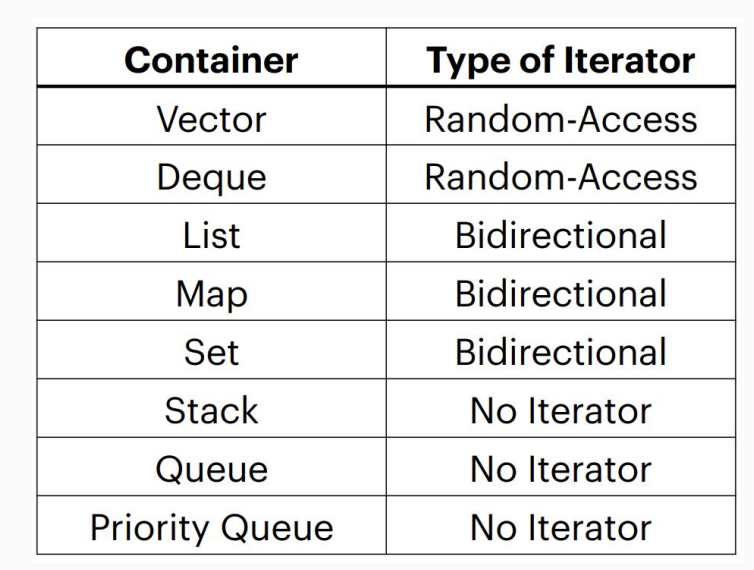 Container Type of Iterator
Vector Random-Access
Deque Random-Access
List Bidirectional
Map Bidirectional
Set Bidirectional
Stack No Iterator
Queue No Iterator
Priority Queue No Iterator